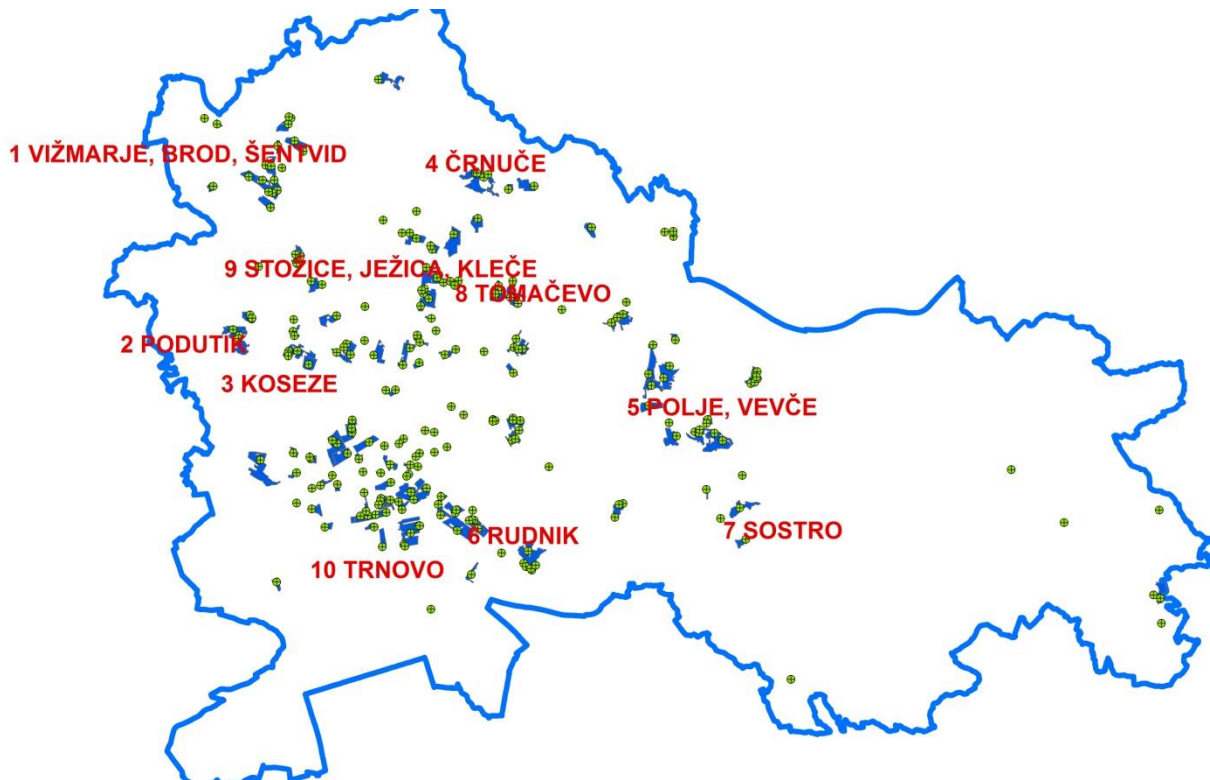 1 VIŽMARJE, BROD, ŠENTVID
4 ČRNUČE
9 STOŽICE, JEŽICA, KLEČE
8 TOMAČEVO
2 PODUTIK
3 KOSEZE
5 POLJE, VEVČE
6 RUDNIK
7 SOSTRO
10 TRNOVO